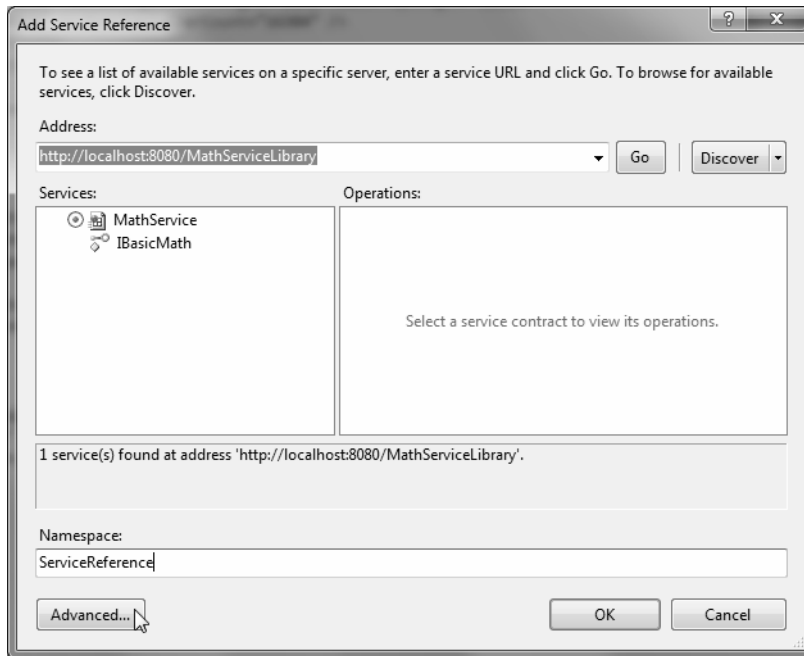 Add Service Reference
To see a list of available services on a specific server, enter a service URL and click Go. To browse for available
services, click Discover.
Address:
http://localhost:8080/MathServiceLibrary
Go
Discover
Services:
Operations:
MathService
IBasicMath
Select a service contract to view its operations.
1 service(s) found at address 'http://localhost:8080/MathServiceLibrary'.
Namespace:
ServiceReference
Advanced...
OK
Cancel